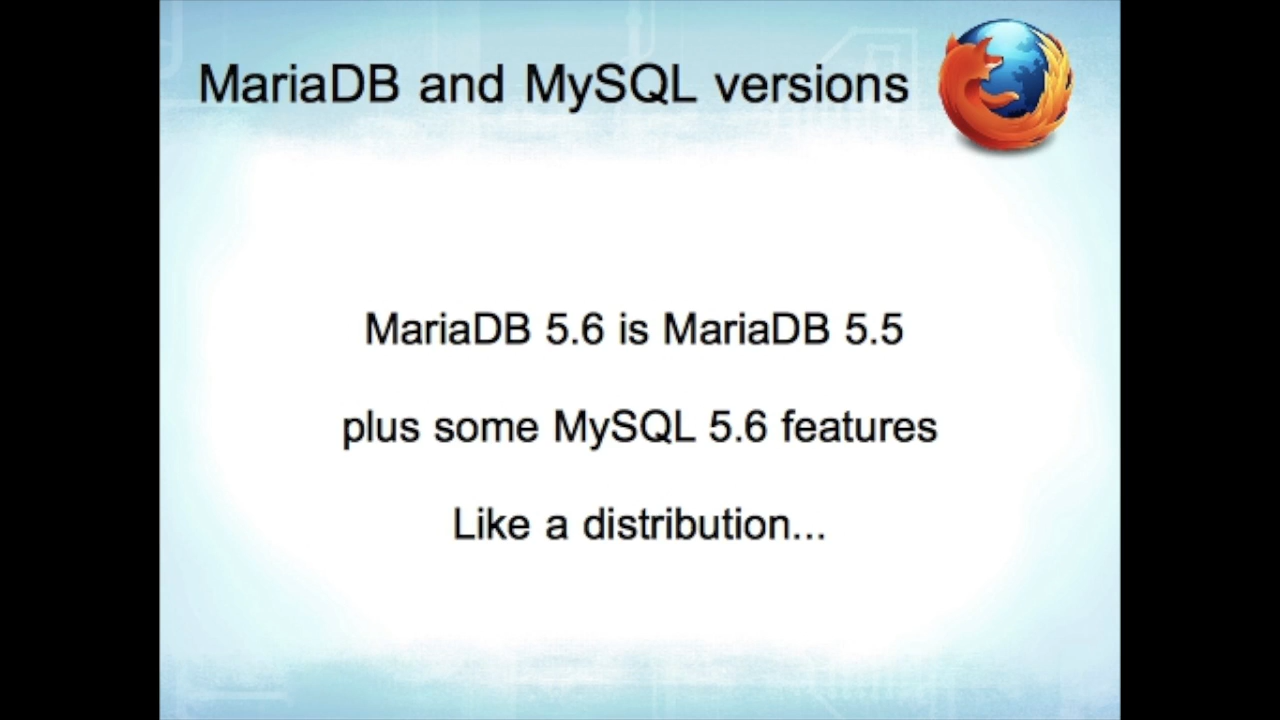 MariaDB and MySQL versions
MariaDB 5.6 is MariaDB 5.5
plus some MySQL 5.6 features
Like a distribution...